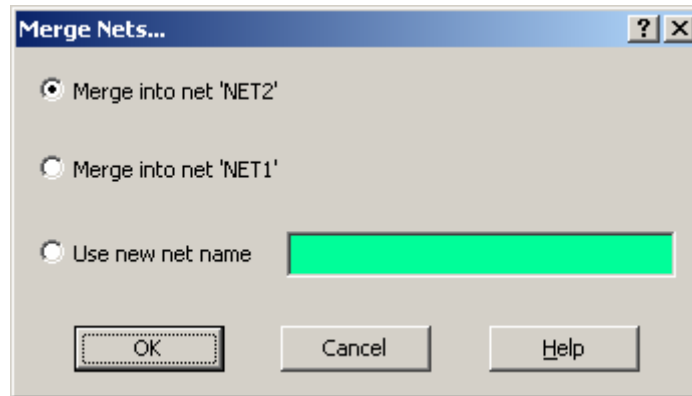 Merge Nets...
Merge into net 'NET2'
Merge into net 'NET1'
Use new net name
OK Cancel Help